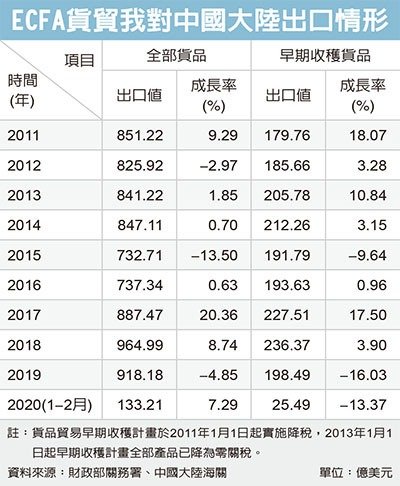 ECFA貨貿我對中國大陸出口情形
項目 全部貨品 早期收穫貨品
時間(年) 出口值 成長率(%) 出口值 成長率(%)
2011 851.22 9.29 179.76 18.07
2012 825.92 −2.97 185.66 3.28
2013 841.22 1.85 205.78 10.84
2014 847.11 0.70 212.26 3.15
2015 732.71 −13.50 191.79 −9.64
2016 737.34 0.63 193.63 0.96
2017 887.47 20.36 227.51 17.50
2018 964.99 8.74 236.37 3.90
2019 918.18 −4.85 198.49 −16.03
2020(1−2月) 133.21 7.29 25.49 −13.37
註：貨品貿易早期收穫計畫於2011年1月1日起實施降稅，2013年1月1
日起早期收穫計畫全部產品已降為零關稅。
資料來源：財政部關務署、中國大陸海關 單位：億美元